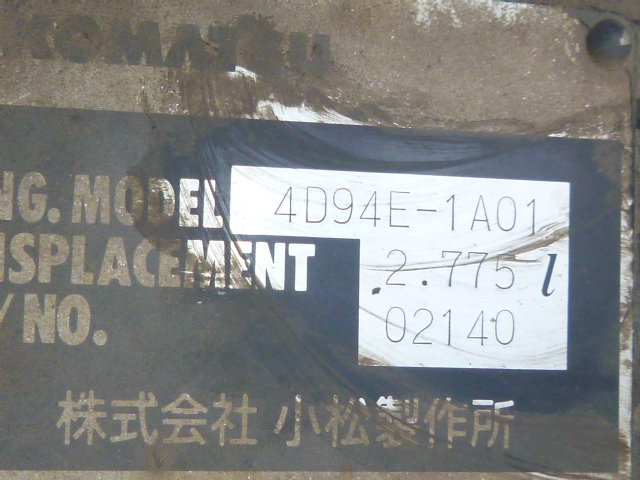 KOMATSU
NG. MODEL 4D94E-1A01
ISPLACEMENT 2.775 l
/NO. 02140
株式会社 小松製作所